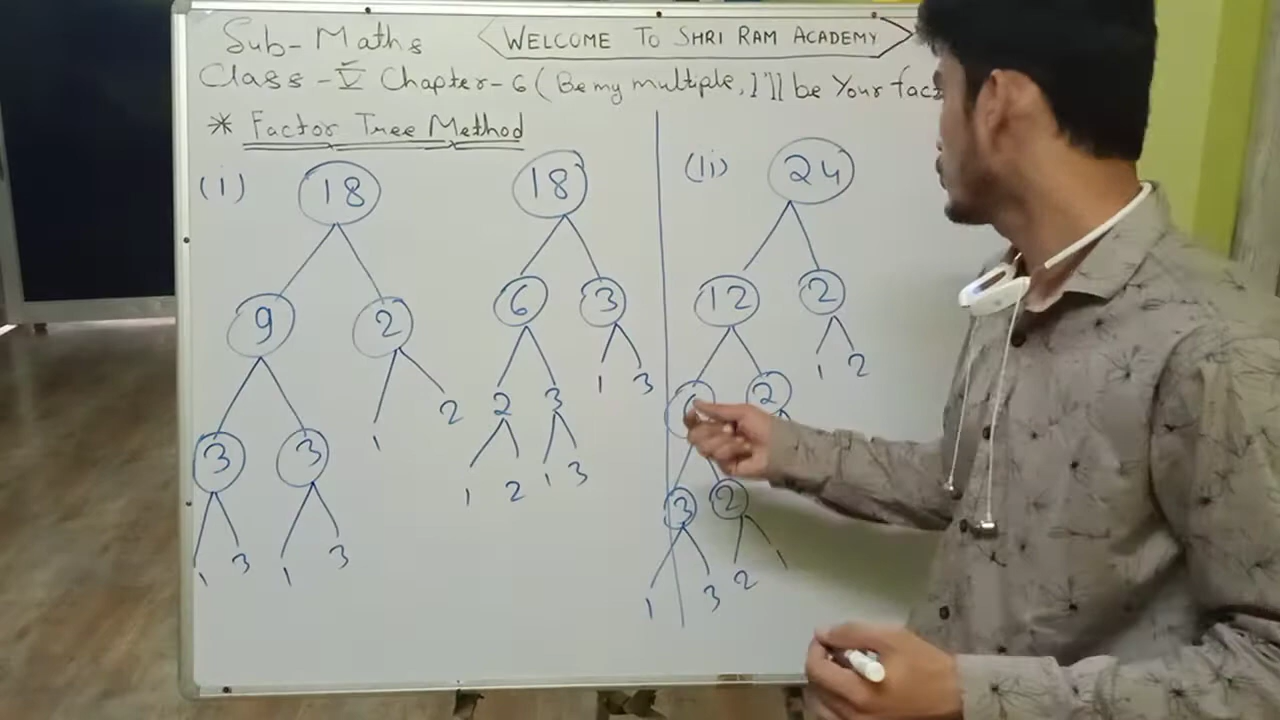 Sub- Maths
WELCOME TO SHRI RAM ACADEMY
Class - V Chapter- 6 ( Be my multiple, I'll be Your
* Factor Tree Method
(i) 18 18 (ii) 24
9 2 6 3 12 2
3 3 1 2 2 3 1 3 2 1 2
1 3 1 3 1 2 1 3 3 2
1 3 2 1